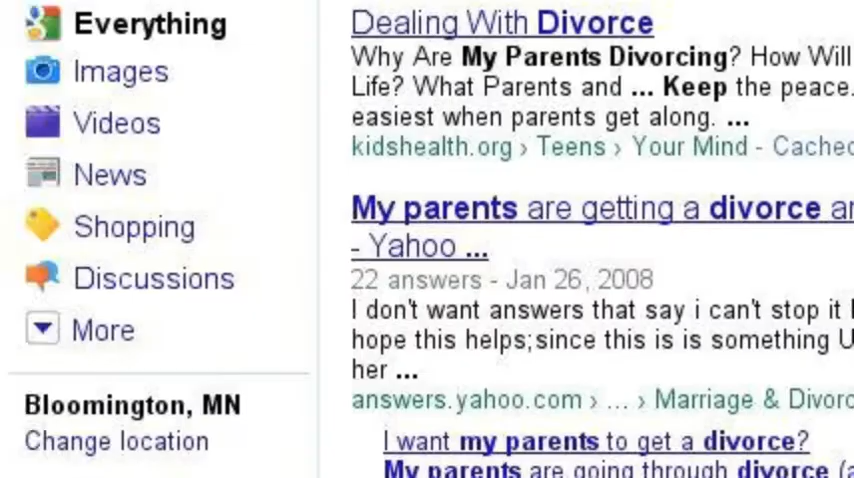 Everything
Images
Videos
News
Shopping
Discussions
More
Bloomington, MN
Change location
Dealing With Divorce
Why Are My Parents Divorcing? How Will
Life? What Parents and ... Keep the peace.
easiest when parents get along. ...
kidshealth.org › Teens › Your Mind - Cached
My parents are getting a divorce
- Yahoo ...
22 answers - Jan 26, 2008
I don't want answers that say i can't stop it
hope this helps;since this is is something U
her ...
answers.yahoo.com › ... › Marriage & Divorc
I want my parents to get a divorce?
My parents are going through divorce (a